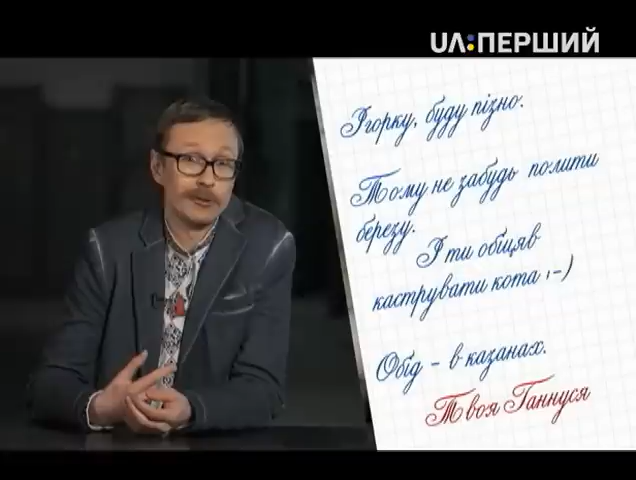 UA:ПЕРШИЙ
Ігорку, буду пізно.
Тому не забудь полити
березу.
І ти обіцяв
каструвати кота :-)
Обід - в казанах.
Твоя Ганнуся